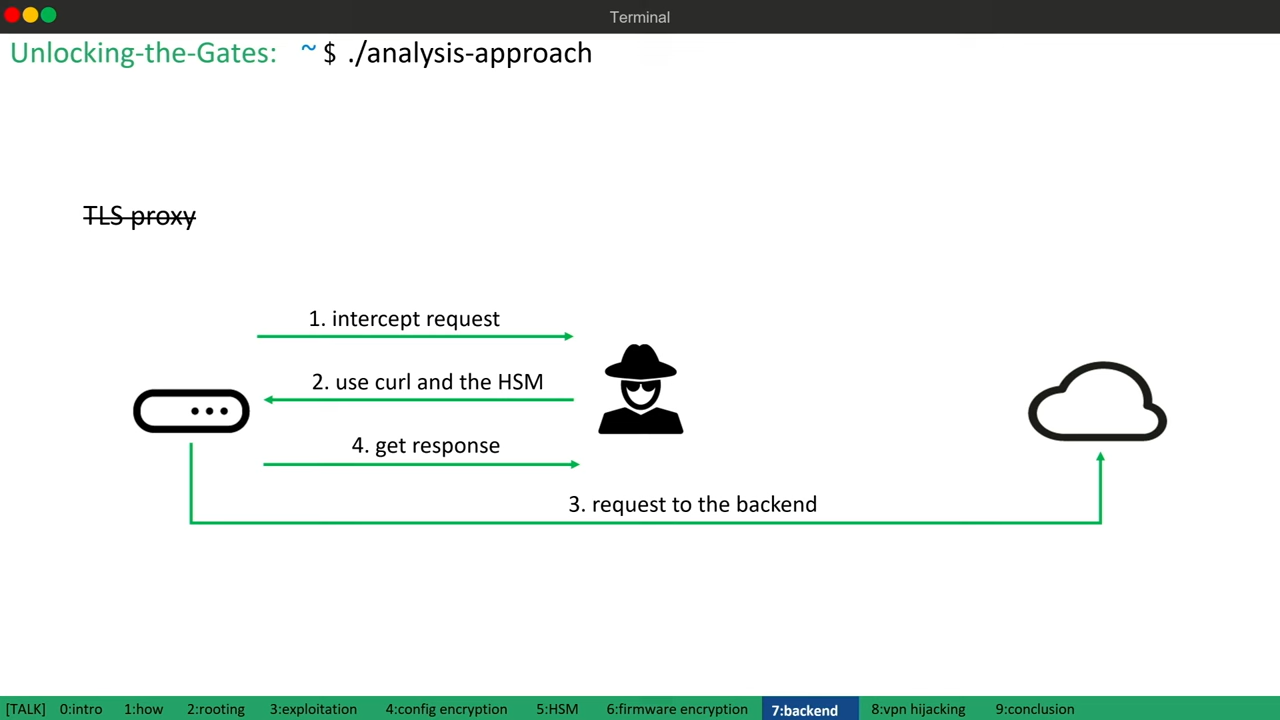 Terminal
Unlocking-the-Gates: ~ $ ./analysis-approach
TLS proxy
1. intercept request
2. use curl and the HSM
4. get response
3. request to the backend
[TALK] 0:intro 1:how 2:rooting 3:exploitation 4:config encryption 5:HSM 6:firmware encryption 7:backend 8:vpn hijacking 9:conclusion